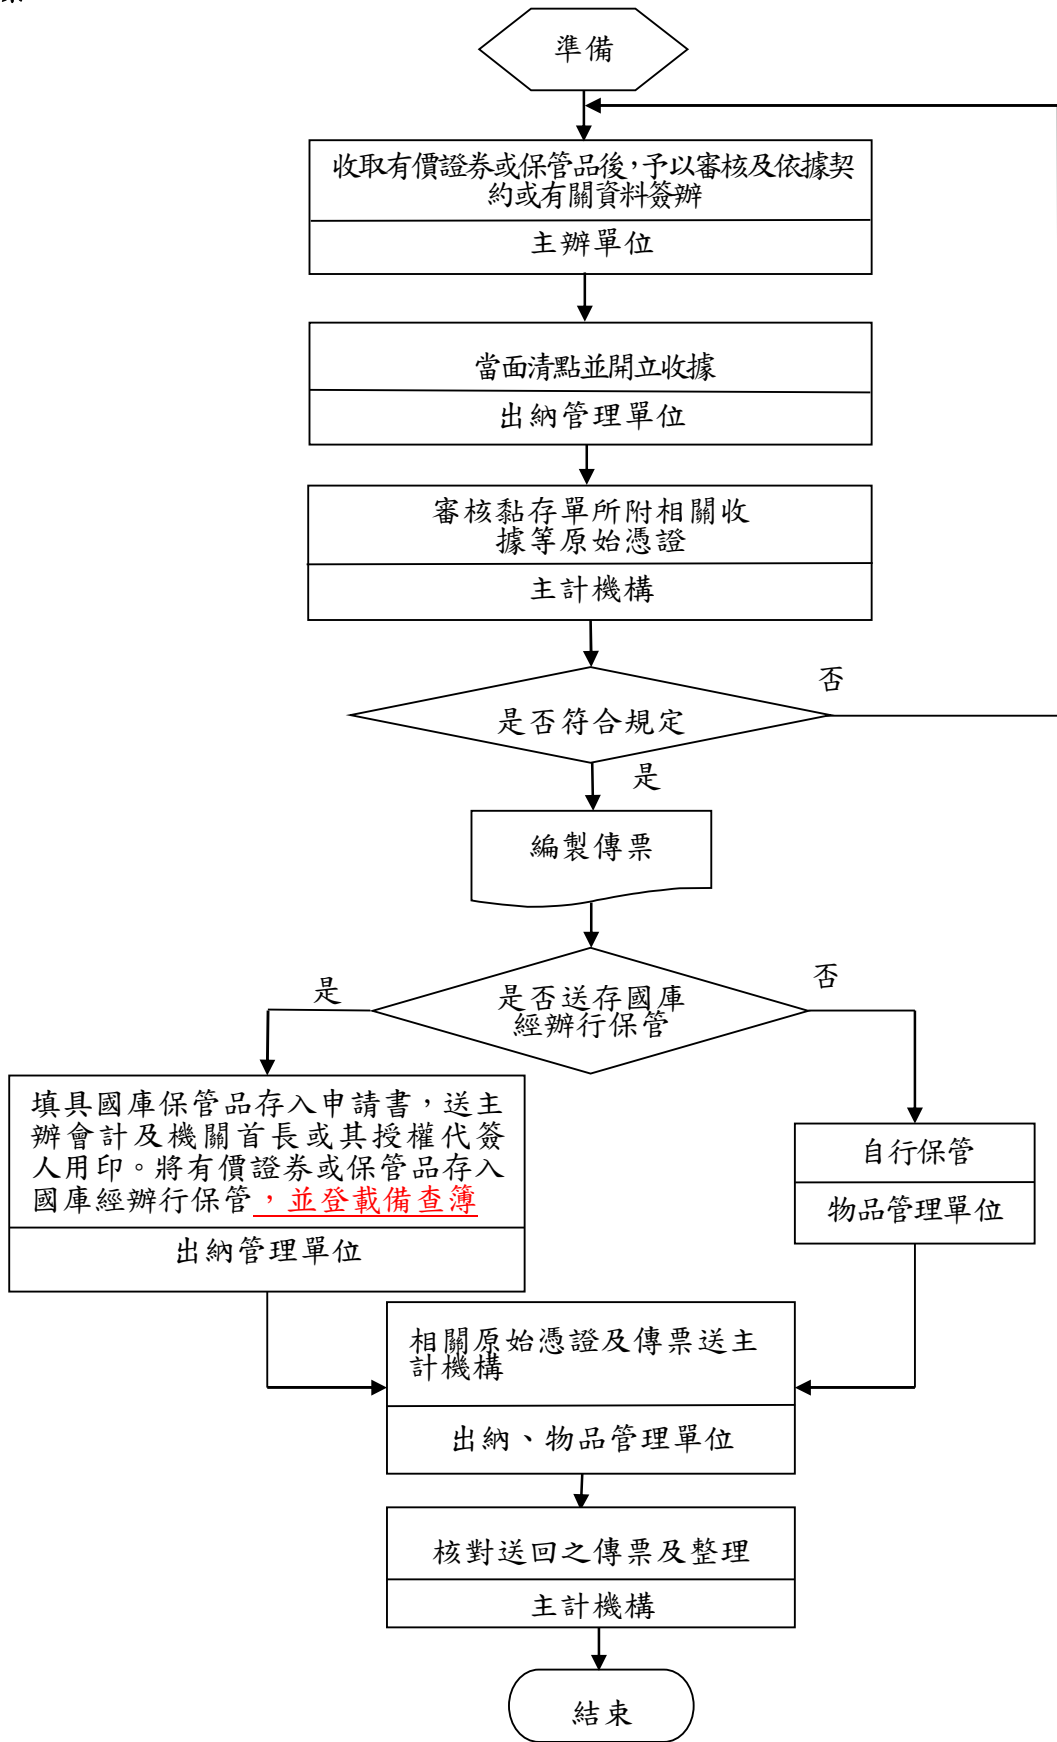 準備
收取有價證券或保管品後，予以審核及依據契
約或有關資料簽辦
主辦單位
當面清點並開立收據
出納管理單位
審核黏存單所附相關收
據等原始憑證
主計機構
否
是否符合規定
是
編製傳票
是
否
是否送存國庫
經辦行保管
填具國庫保管品存入申請書，送主
辦會計及機關首長或其授權代簽
人用印。將有價證券或保管品存入
國庫經辦行保管，並登載備查簿
出納管理單位
自行保管
物品管理單位
相關原始憑證及傳票送主
計機構
出納、物品管理單位
核對送回之傳票及整理
主計機構
結束